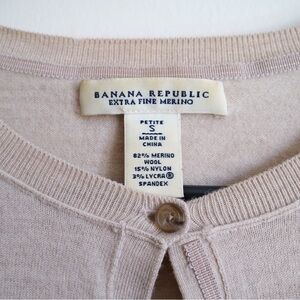 BANANA REPUBLIC
EXTRA FINE MERINO
PETITE
S
MADE IN
CHINA
82% MERINO
WOOL
15% NYLON
3% LYCRA®
SPANDEX